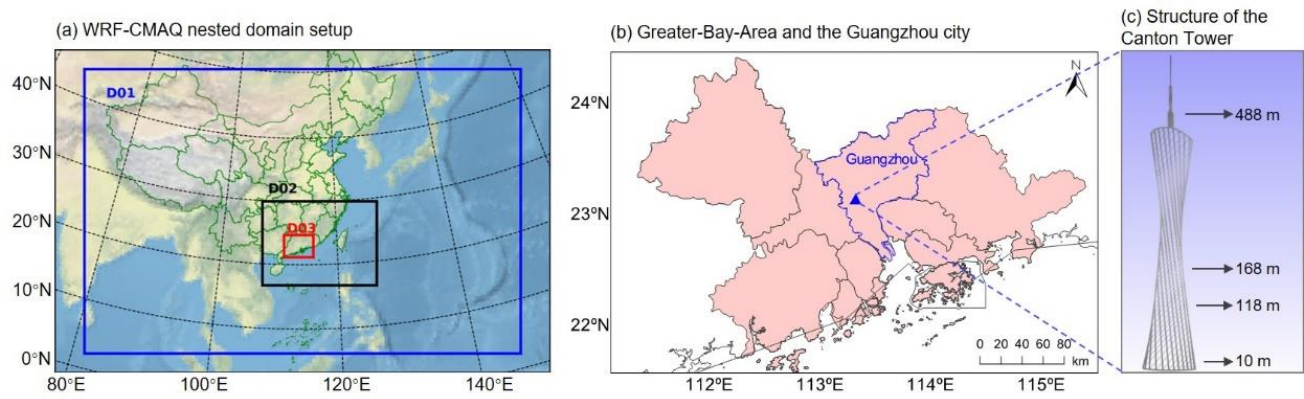 (a) WRF-CMAQ nested domain setup
40°N
30°N
20°N
10°N
0°N
80°E
100°E
120°E
140°E
D01
D02
D03
(b) Greater-Bay-Area and the Guangzhou city
24°N
23°N
22°N
112°E
113°E
114°E
115°E
Guangzhou
N
0 20 40 60 80
km
(c) Structure of the
Canton Tower
488 m
168 m
118 m
10 m